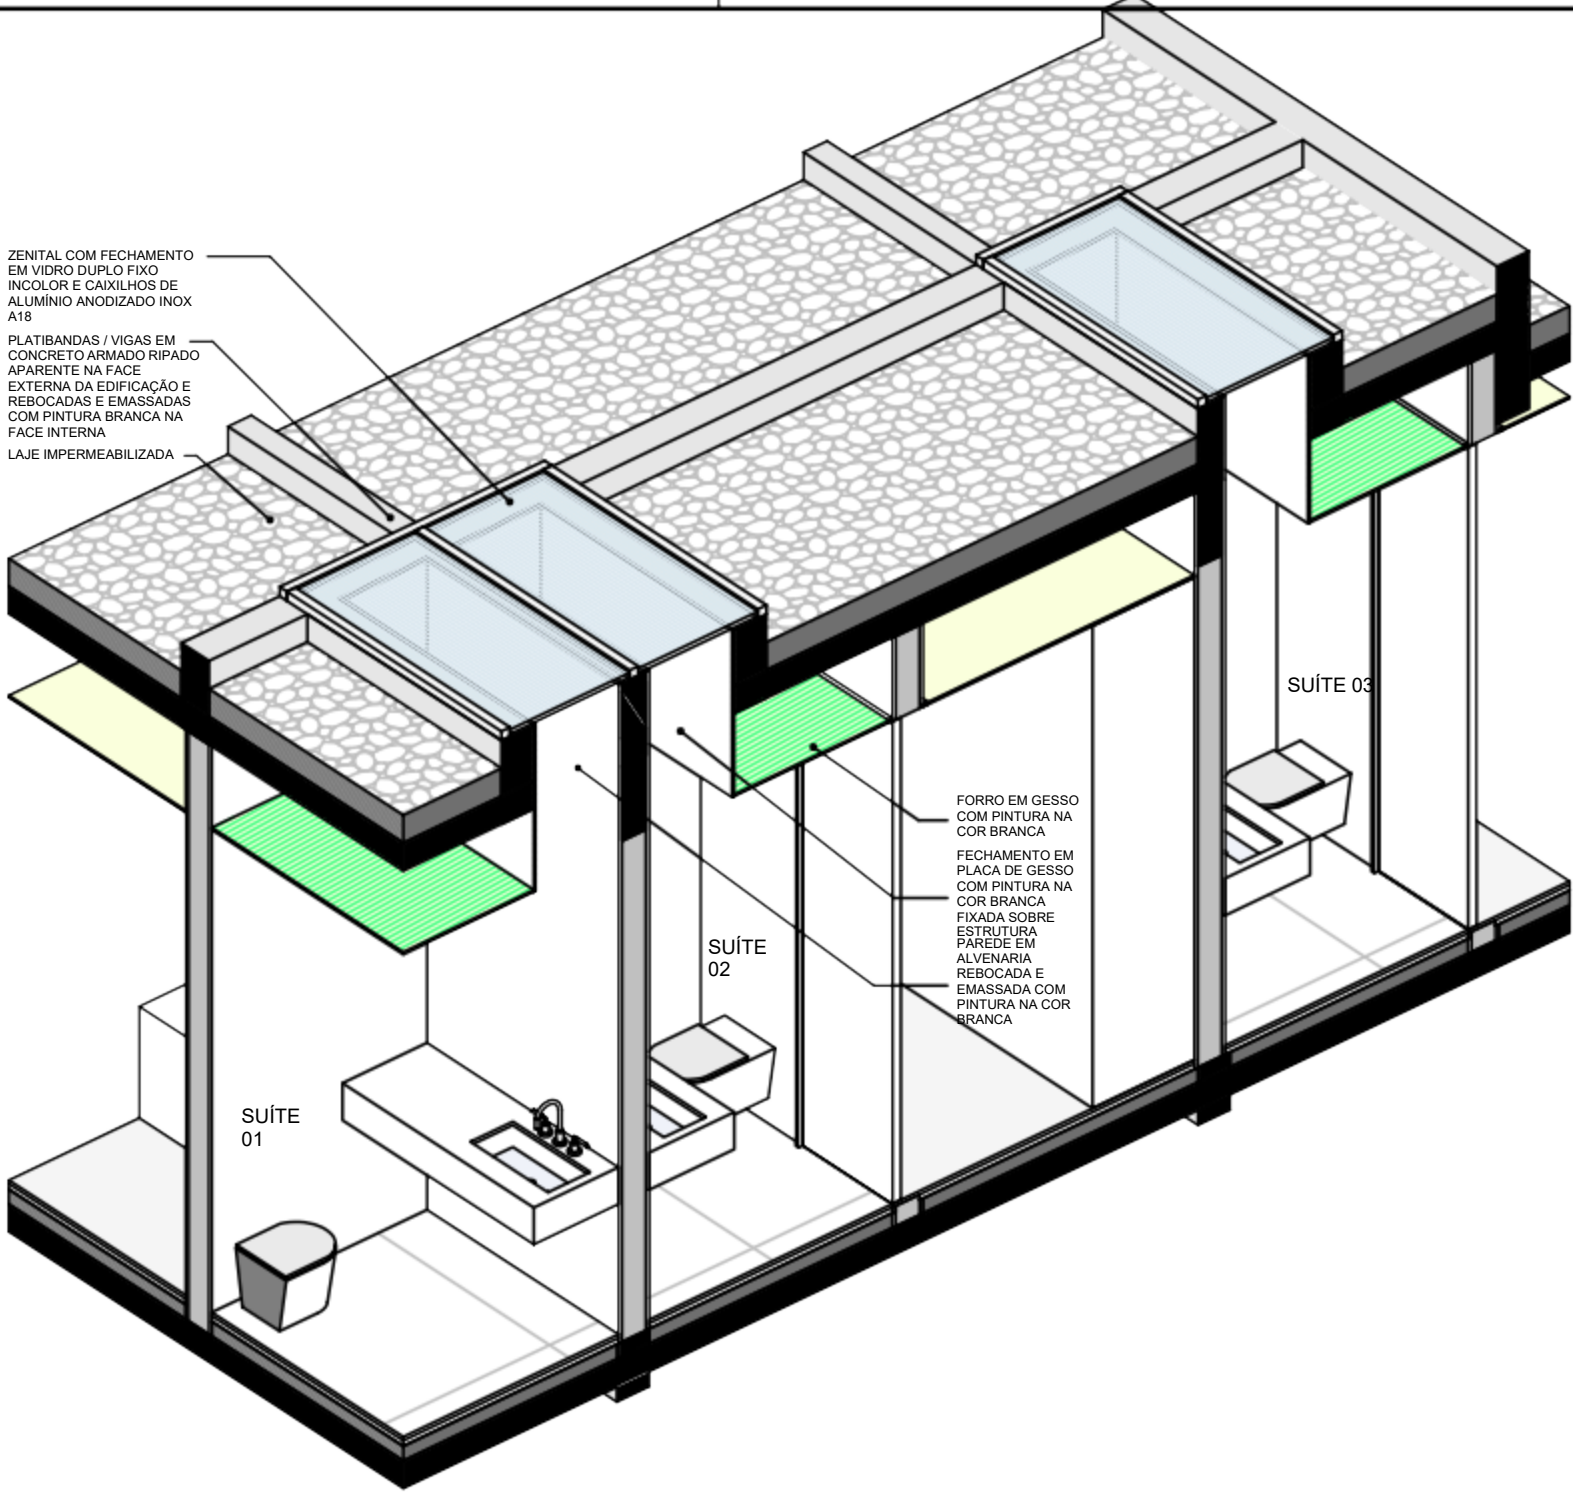 ZENITAL COM FECHAMENTO
EM VIDRO DUPLO FIXO
INCOLOR E CAIXILHOS DE
ALUMÍNIO ANODIZADO INOX
A18
PLATIBANDAS / VIGAS EM
CONCRETO ARMADO RIPADO
APARENTE NA FACE
EXTERNA DA EDIFICAÇÃO E
REBOCADAS E EMASSADAS
COM PINTURA BRANCA NA
FACE INTERNA
LAJE IMPERMEABILIZADA
SUÍTE 03
FORRO EM GESSO
COM PINTURA NA
COR BRANCA
FECHAMENTO EM
PLACA DE GESSO
COM PINTURA NA
COR BRANCA
FIXADA SOBRE
ESTRUTURA
PAREDE EM
ALVENARIA
REBOCADA E
EMASSADA COM
PINTURA NA COR
BRANCA
SUÍTE
02
SUÍTE
01